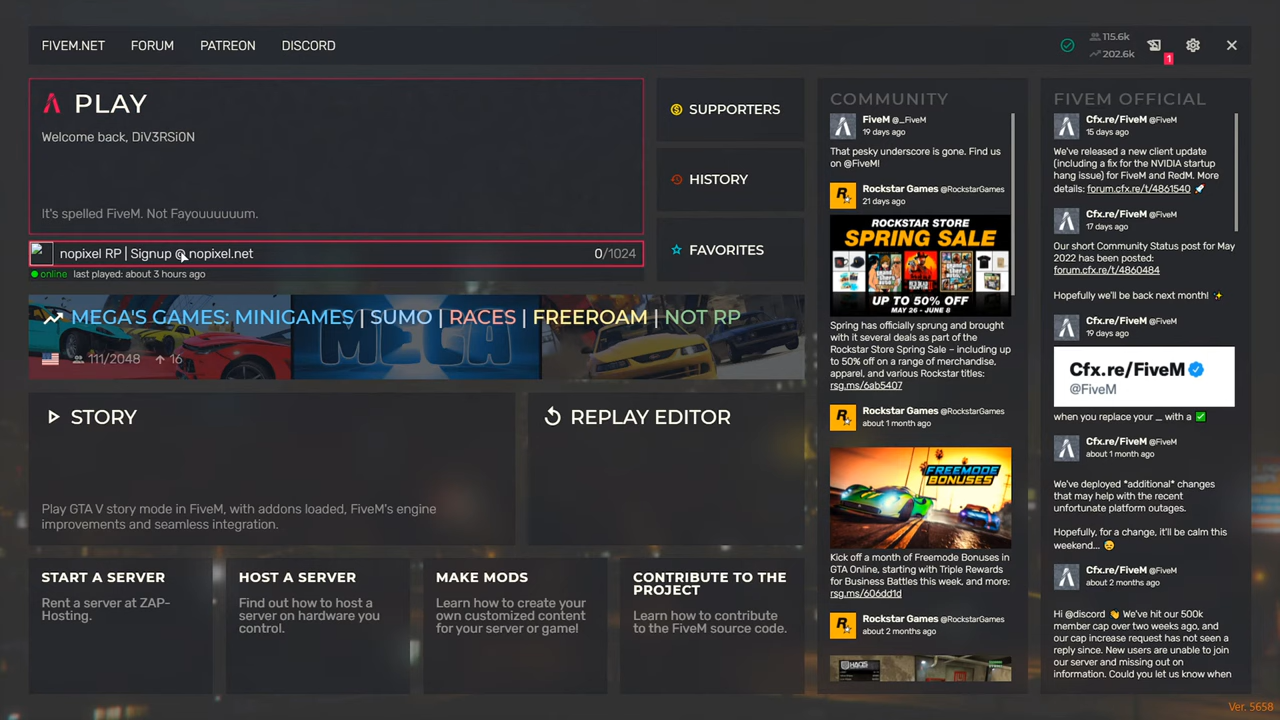 FIVEM.NET
FORUM
PATREON
DISCORD
115.6k
202.6k
1
PLAY
Welcome back, DiV3RSi0N
It's spelled FiveM. Not Fayouuuuuum.
nopixel RP | Signup @ nopixel.net
0/1024
online
last played: about 3 hours ago
SUPPORTERS
HISTORY
FAVORITES
MEGA'S GAMES: MINIGAMES | SUMO | RACES | FREEROAM | NOT RP
MEGA
111/2048
16
STORY
Play GTA V story mode in FiveM, with addons loaded, FiveM's engine
improvements and seamless integration.
REPLAY EDITOR
START A SERVER
Rent a server at ZAP-
Hosting.
HOST A SERVER
Find out how to host a
server on hardware you
control.
MAKE MODS
Learn how to create your
own customized content
for your server or game!
CONTRIBUTE TO THE
PROJECT
Learn how to contribute
to the FiveM source code.
COMMUNITY
FiveM @_FiveM
19 days ago
That pesky underscore is gone. Find us
on @FiveM!
Rockstar Games @RockstarGames
21 days ago
ROCKSTAR STORE
SPRING SALE
UP TO 50% OFF
MAY 26 - JUNE 8
Spring has officially sprung and brought
with it several deals as part of the
Rockstar Store Spring Sale – including up
to 50% off on a range of merchandise,
apparel, and various Rockstar titles:
rsg.ms/6ab5407
Rockstar Games @RockstarGames
about 1 month ago
FREEMODE
BONUSES
Kick off a month of Freemode Bonuses in
GTA Online, starting with Triple Rewards
for Business Battles this week, and more:
rsg.ms/606dd1d
Rockstar Games @RockstarGames
about 2 months ago
FIVEM OFFICIAL
Cfx.re/FiveM @FiveM
15 days ago
We've released a new client update
(including a fix for the NVIDIA startup
hang issue) for FiveM and RedM. More
details: forum.cfx.re/t/4861540 🚀
Cfx.re/FiveM @FiveM
17 days ago
Our short Community Status post for May
2022 has been posted:
forum.cfx.re/t/4860484
Hopefully we'll be back next month! ✨
Cfx.re/FiveM @FiveM
19 days ago
Cfx.re/FiveM
@FiveM
when you replace your _ with a ✅
Cfx.re/FiveM @FiveM
about 1 month ago
We've deployed *additional* changes
that may help with the recent
unfortunate platform outages.
Hopefully, for a change, it'll be calm this
weekend... 😥
Cfx.re/FiveM @FiveM
about 2 months ago
Hi @discord 👋 We've hit our 500k
member cap over two weeks ago, and
our cap increase request has not seen a
reply since. New users are unable to join
our server and missing out on
information. Could you let us know when
Ver. 5658